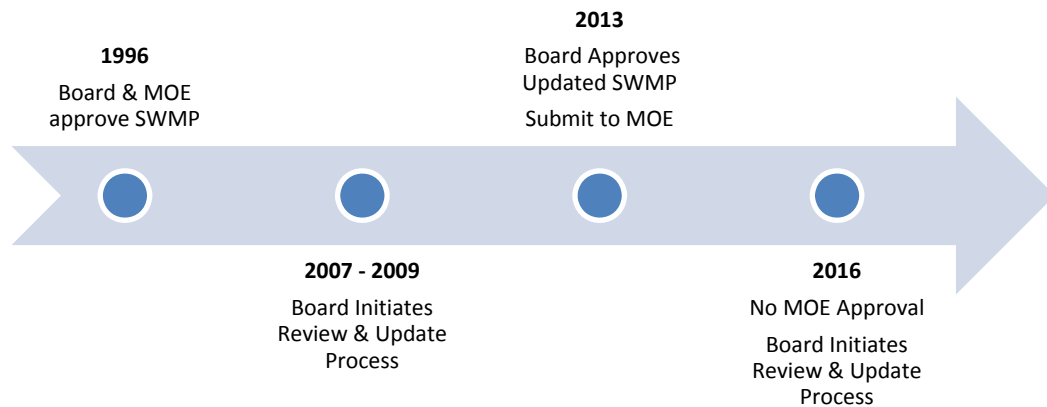 1996
Board & MOE
approve SWMP
2007 - 2009
Board Initiates
Review & Update
Process
2013
Board Approves
Updated SWMP
Submit to MOE
2016
No MOE Approval
Board Initiates
Review & Update
Process